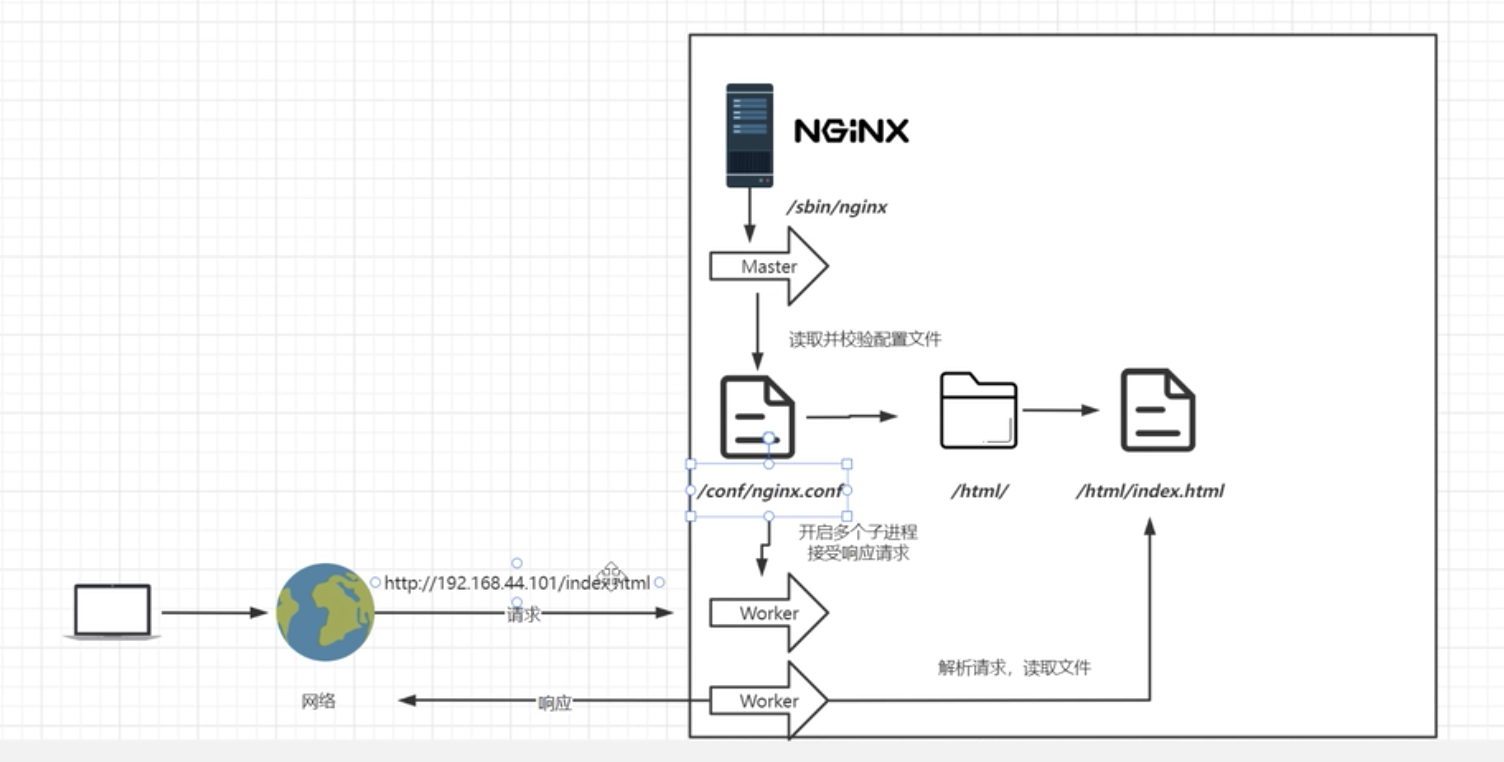 NGiNX
/sbin/nginx
Master
读取并校验配置文件
/conf/nginx.conf
/html/
/html/index.html
开启多个子进程
接受响应请求
http://192.168.44.101/index.html
请求
Worker
解析请求，读取文件
网络
响应
Worker